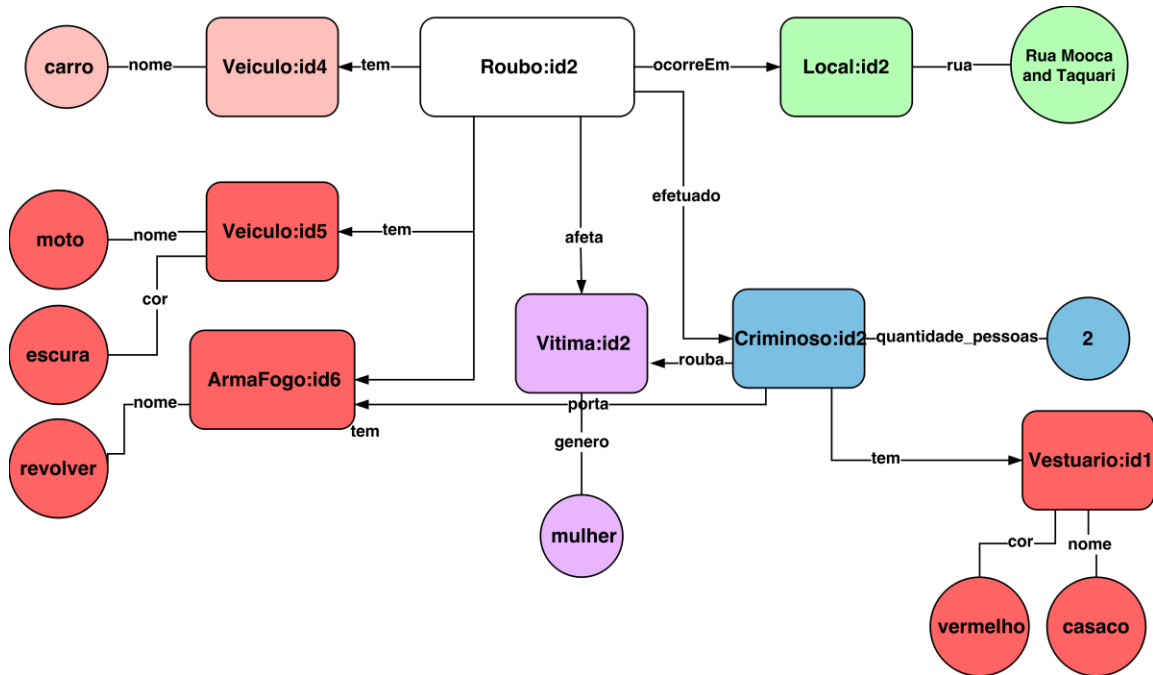 carro
nome
Veiculo:id4
tem
Roubo:id2
ocorreEm
Local:id2
rua
Rua Mooca
and Taquari
efetuado
moto
nome
Veiculo:id5
tem
afeta
cor
escura
Vitima:id2
Criminoso:id2
quantidade_pessoas
2
rouba
ArmaFogo:id6
nome
porta
tem
genero
revolver
tem
Vestuario:id1
mulher
cor
nome
vermelho
casaco